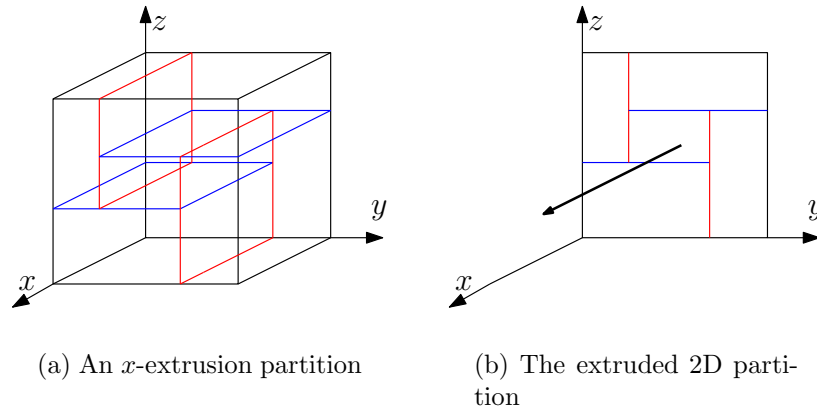 z
y
x
z
y
x
(a) An x-extrusion partition
(b) The extruded 2D parti-
tion